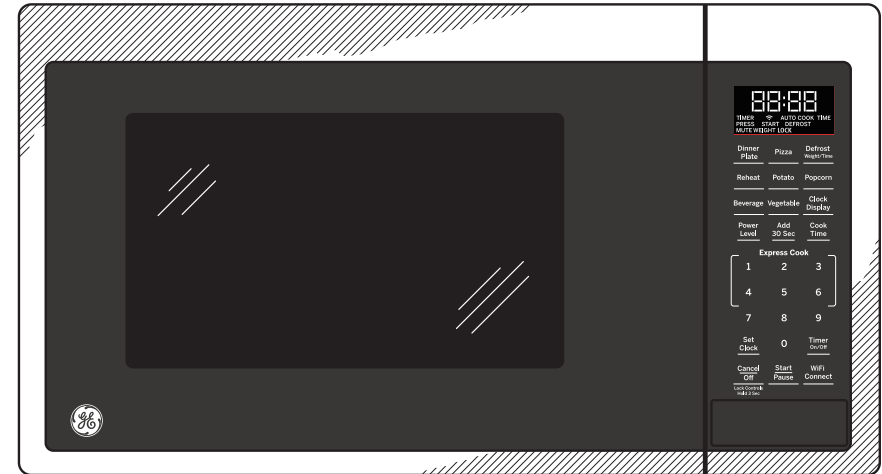 88:88
TIMER AUTO COOK TIME
PRESS START DEFROST
MUTE WEIGHT LOCK
Dinner Plate
Pizza
Defrost
Weight/Time
Reheat
Potato
Popcorn
Beverage
Vegetable
Clock Display
Power Level
Add 30 Sec
Cook Time
Express Cook
1 2 3
4 5 6
7 8 9
Set Clock
0
Timer
On/Off
Cancel
Off
Start
Pause
WiFi Connect
Lock Controls
Hold 3 Sec
GE